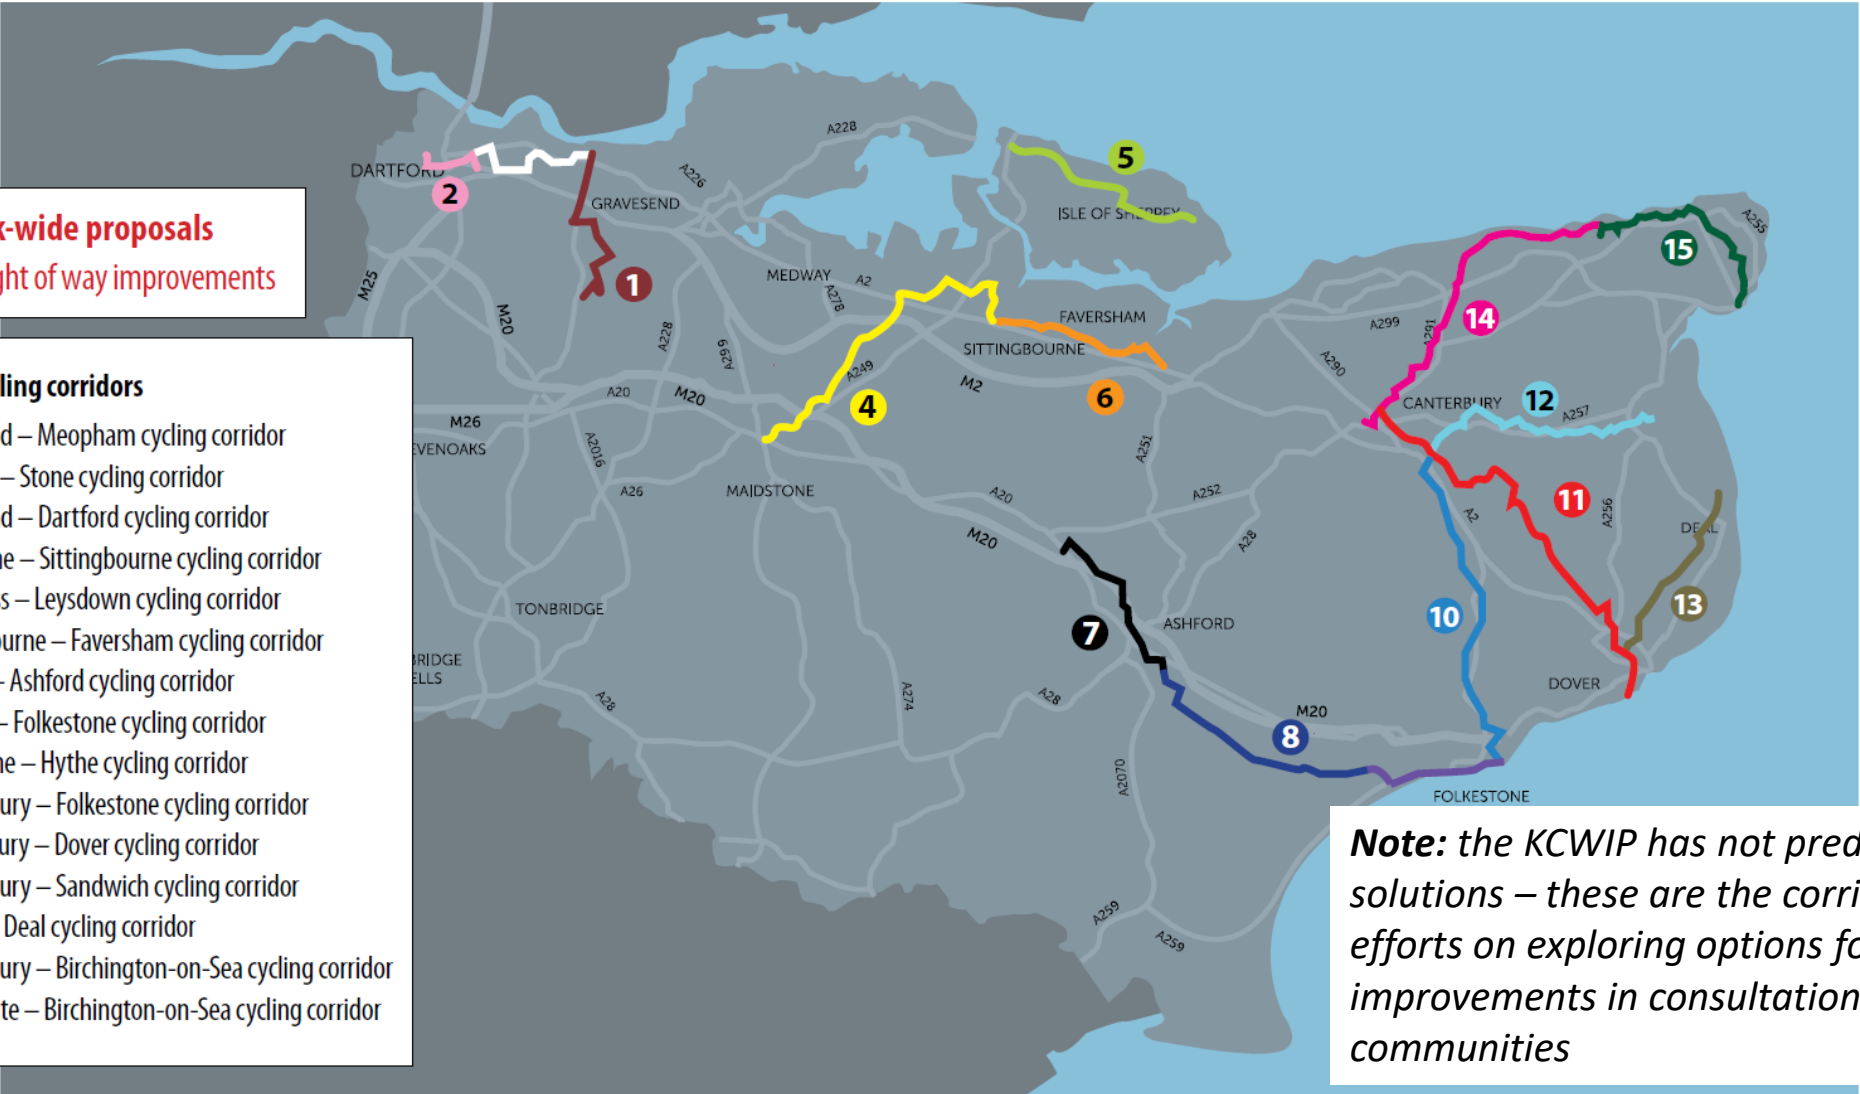 k-wide proposals
ght of way improvements
ling corridors
d – Meopham cycling corridor
– Stone cycling corridor
d – Dartford cycling corridor
ne – Sittingbourne cycling corridor
ss – Leysdown cycling corridor
ourne – Faversham cycling corridor
– Ashford cycling corridor
– Folkestone cycling corridor
ne – Hythe cycling corridor
ury – Folkestone cycling corridor
ury – Dover cycling corridor
ury – Sandwich cycling corridor
Deal cycling corridor
ury – Birchington-on-Sea cycling corridor
te – Birchington-on-Sea cycling corridor
DARTFORD
2
GRAVESEND
1
A226
A228
5
ISLE OF SHEPPEY
M25
M20
MEDWAY
A2
A278
A228
A299
A249
4
FAVERSHAM
SITTINGBOURNE
M2
6
A299
A291
14
15
A255
A290
CANTERBURY
12
A257
A20
M20
M26
EVENOAKS
A2016
A26
MAIDSTONE
A251
A252
A20
M20
A28
A2
11
A256
DEAL
13
10
TONBRIDGE
BRIDGE
ELLS
7
ASHFORD
A28
A274
A28
DOVER
M20
8
A2070
FOLKESTONE
A259
A259
Note: the KCWIP has not pred
solutions – these are the corri
efforts on exploring options fo
improvements in consultation
communities